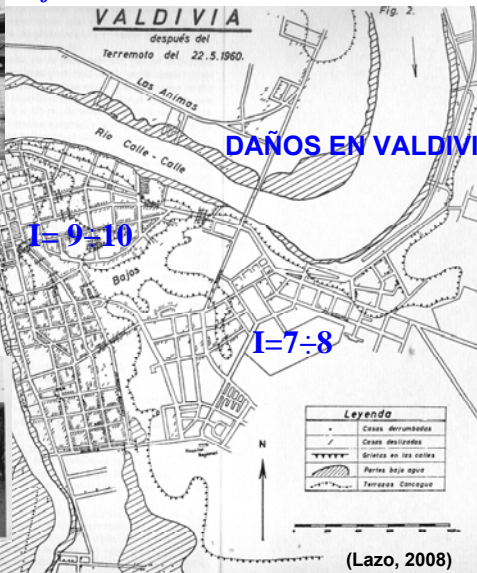 VALDIVIA
después del
Terremoto del 22.5.1960.
Fig. 2.
Las Animas
Rio Calle-Calle
DAÑOS EN VALDIVI
I= 9÷10
Bajos
I=7÷8
Leyenda
Casas derrumbadas
Casas deslizadas
Grietas en las calles
Partes bajo agua
Terrazas Cancagua
N
Hospital
Regional
(Lazo, 2008)